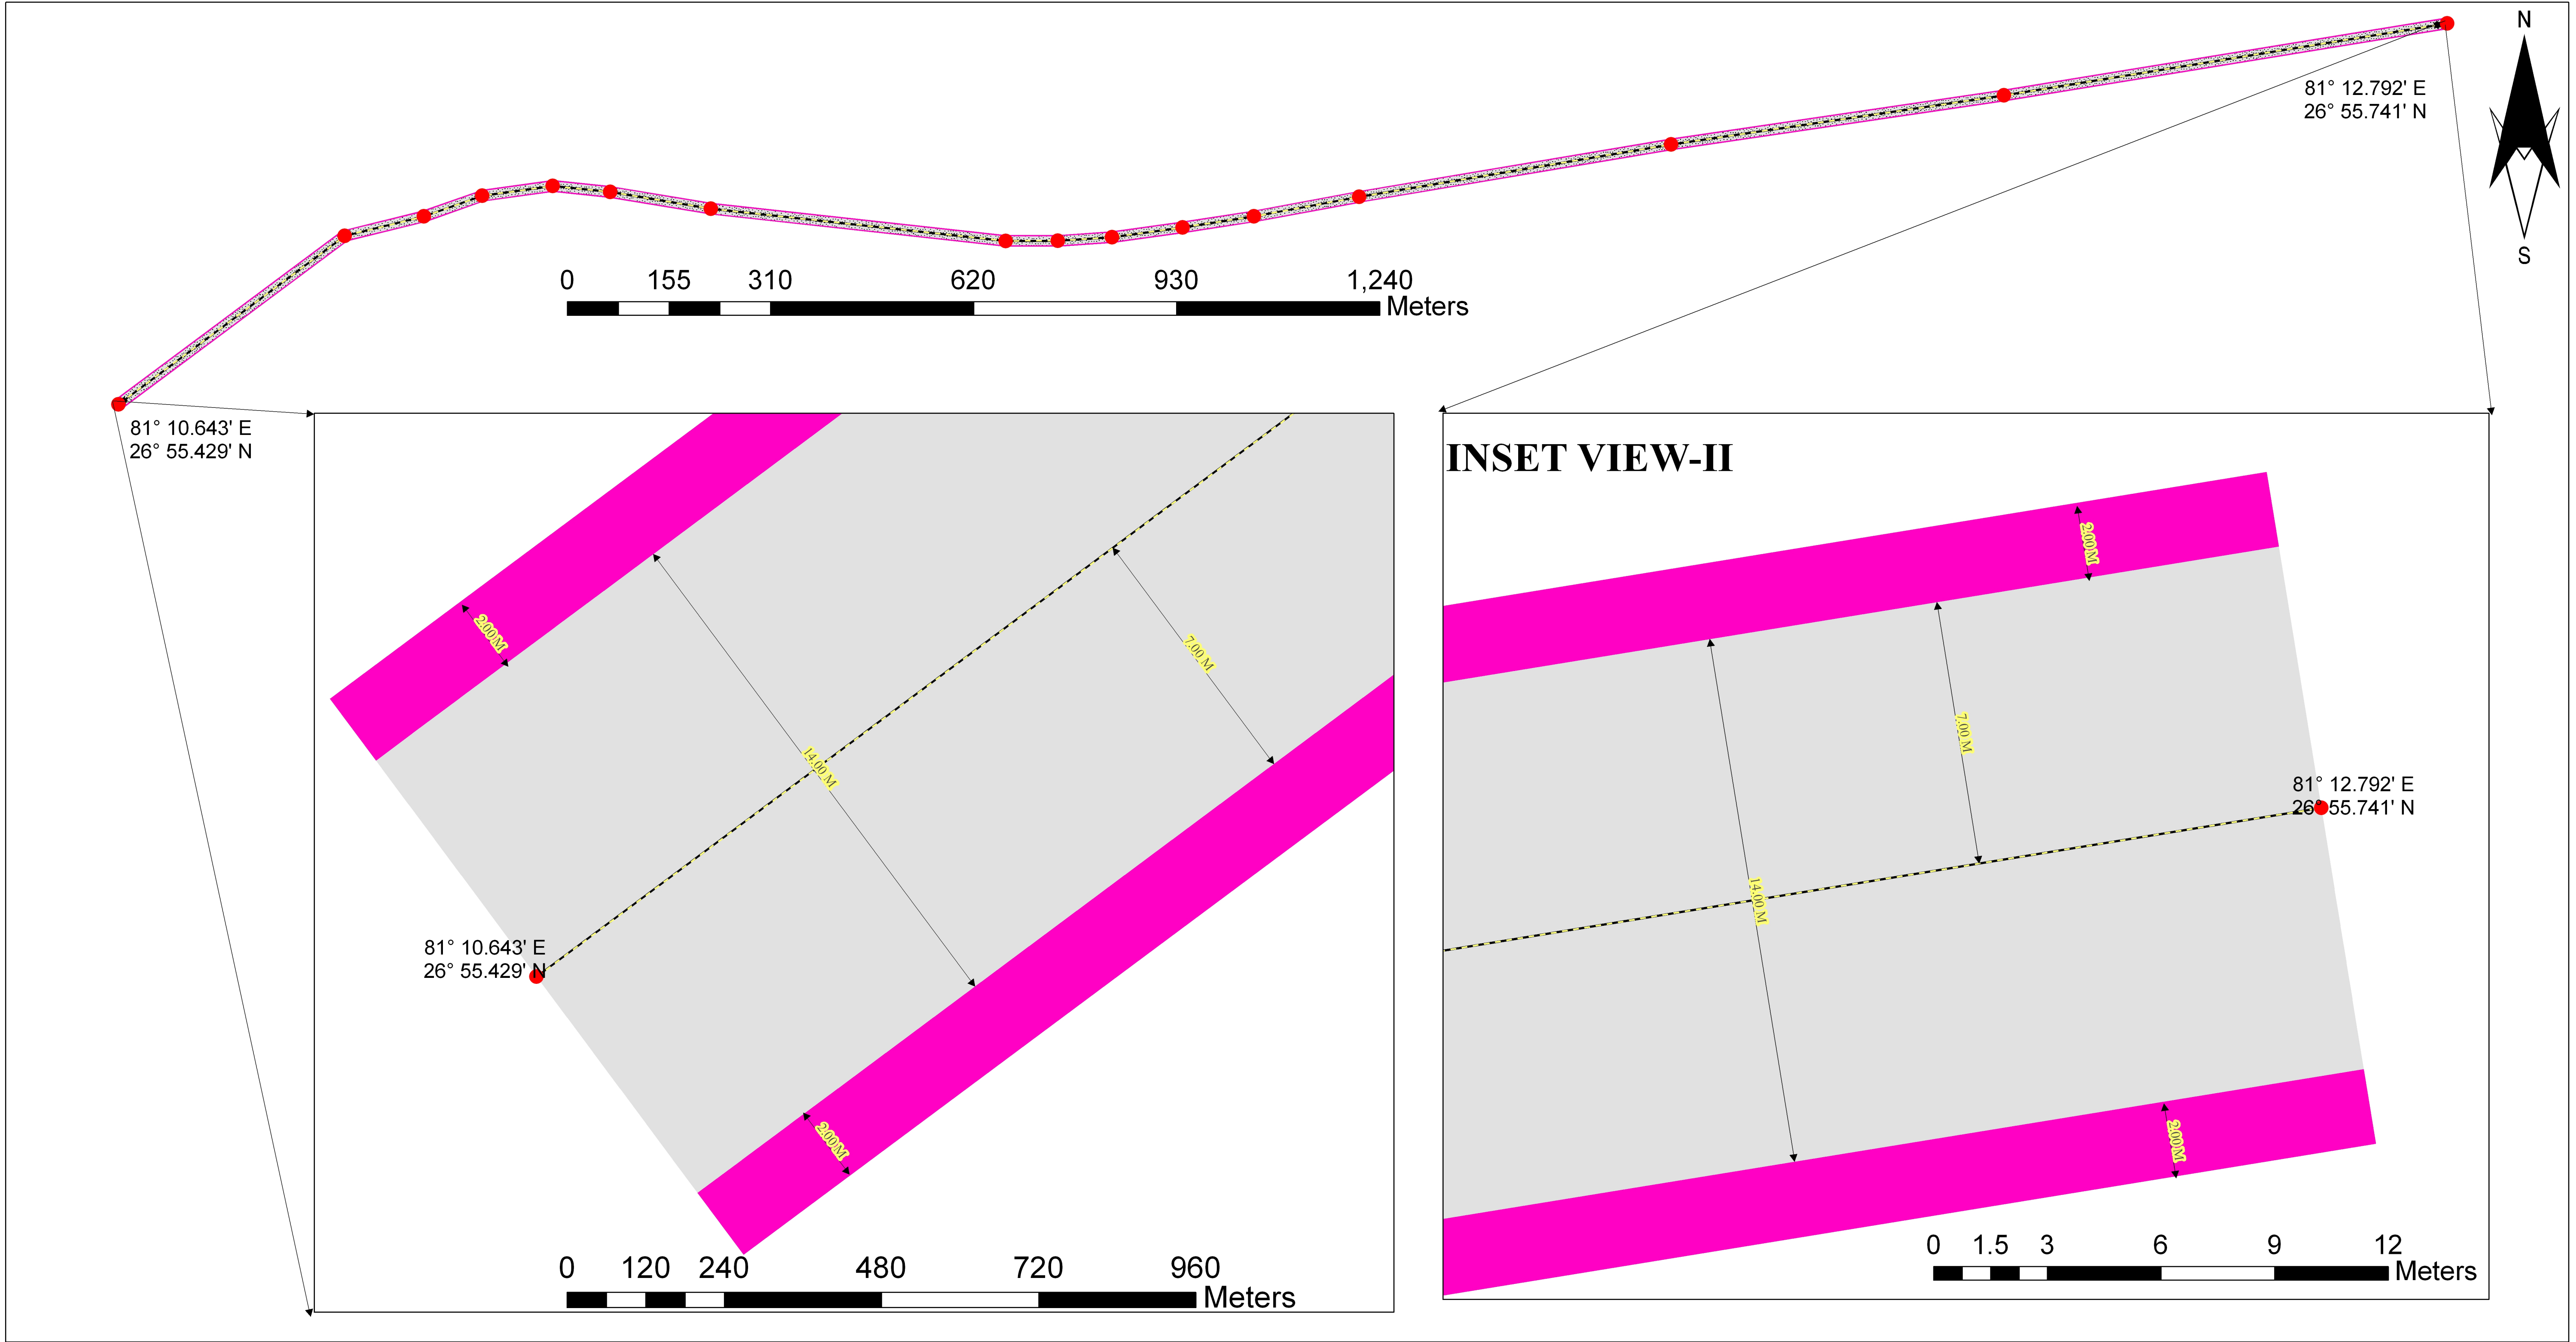 N
81° 12.792' E
26° 55.741' N
S
0 155 310 620 930 1,240
Meters
81° 10.643' E
26° 55.429' N
2.00 M
7.00 M
14.00 M
81° 10.643' E
26° 55.429' N
2.00 M
0 120 240 480 720 960
Meters
INSET VIEW-II
2.00 M
7.00 M
81° 12.792' E
26° 55.741' N
14.00 M
2.00 M
0 1.5 3 6 9 12
Meters